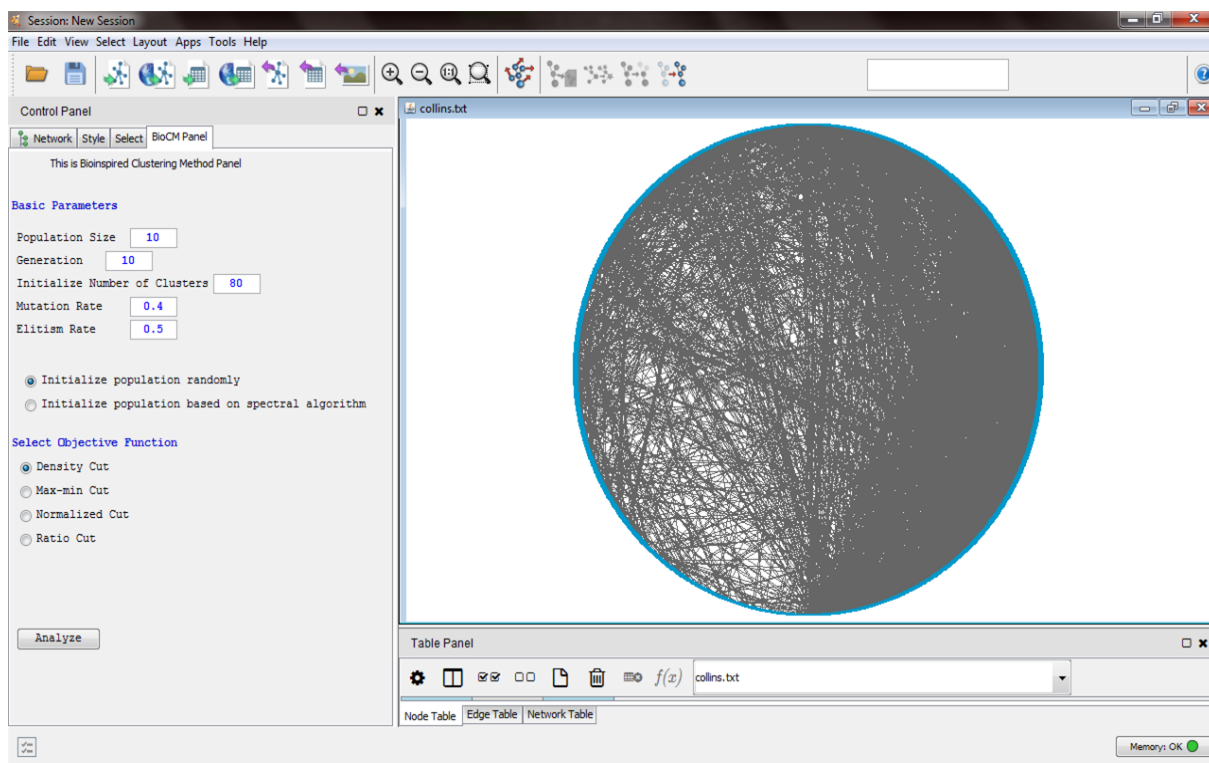 Session: New Session
File Edit View Select Layout Apps Tools Help
1:1
?
Control Panel
collins.txt
Network Style Select BioCM Panel
This is Bioinspired Clustering Method Panel
Basic Parameters
Population Size 10
Generation 10
Initialize Number of Clusters 80
Mutation Rate 0.4
Elitism Rate 0.5
Initialize population randomly
Initialize population based on spectral algorithm
Select Objective Function
Density Cut
Max-min Cut
Normalized Cut
Ratio Cut
Analyze
Table Panel
f(x) collins.txt
Node Table Edge Table Network Table
Memory: OK